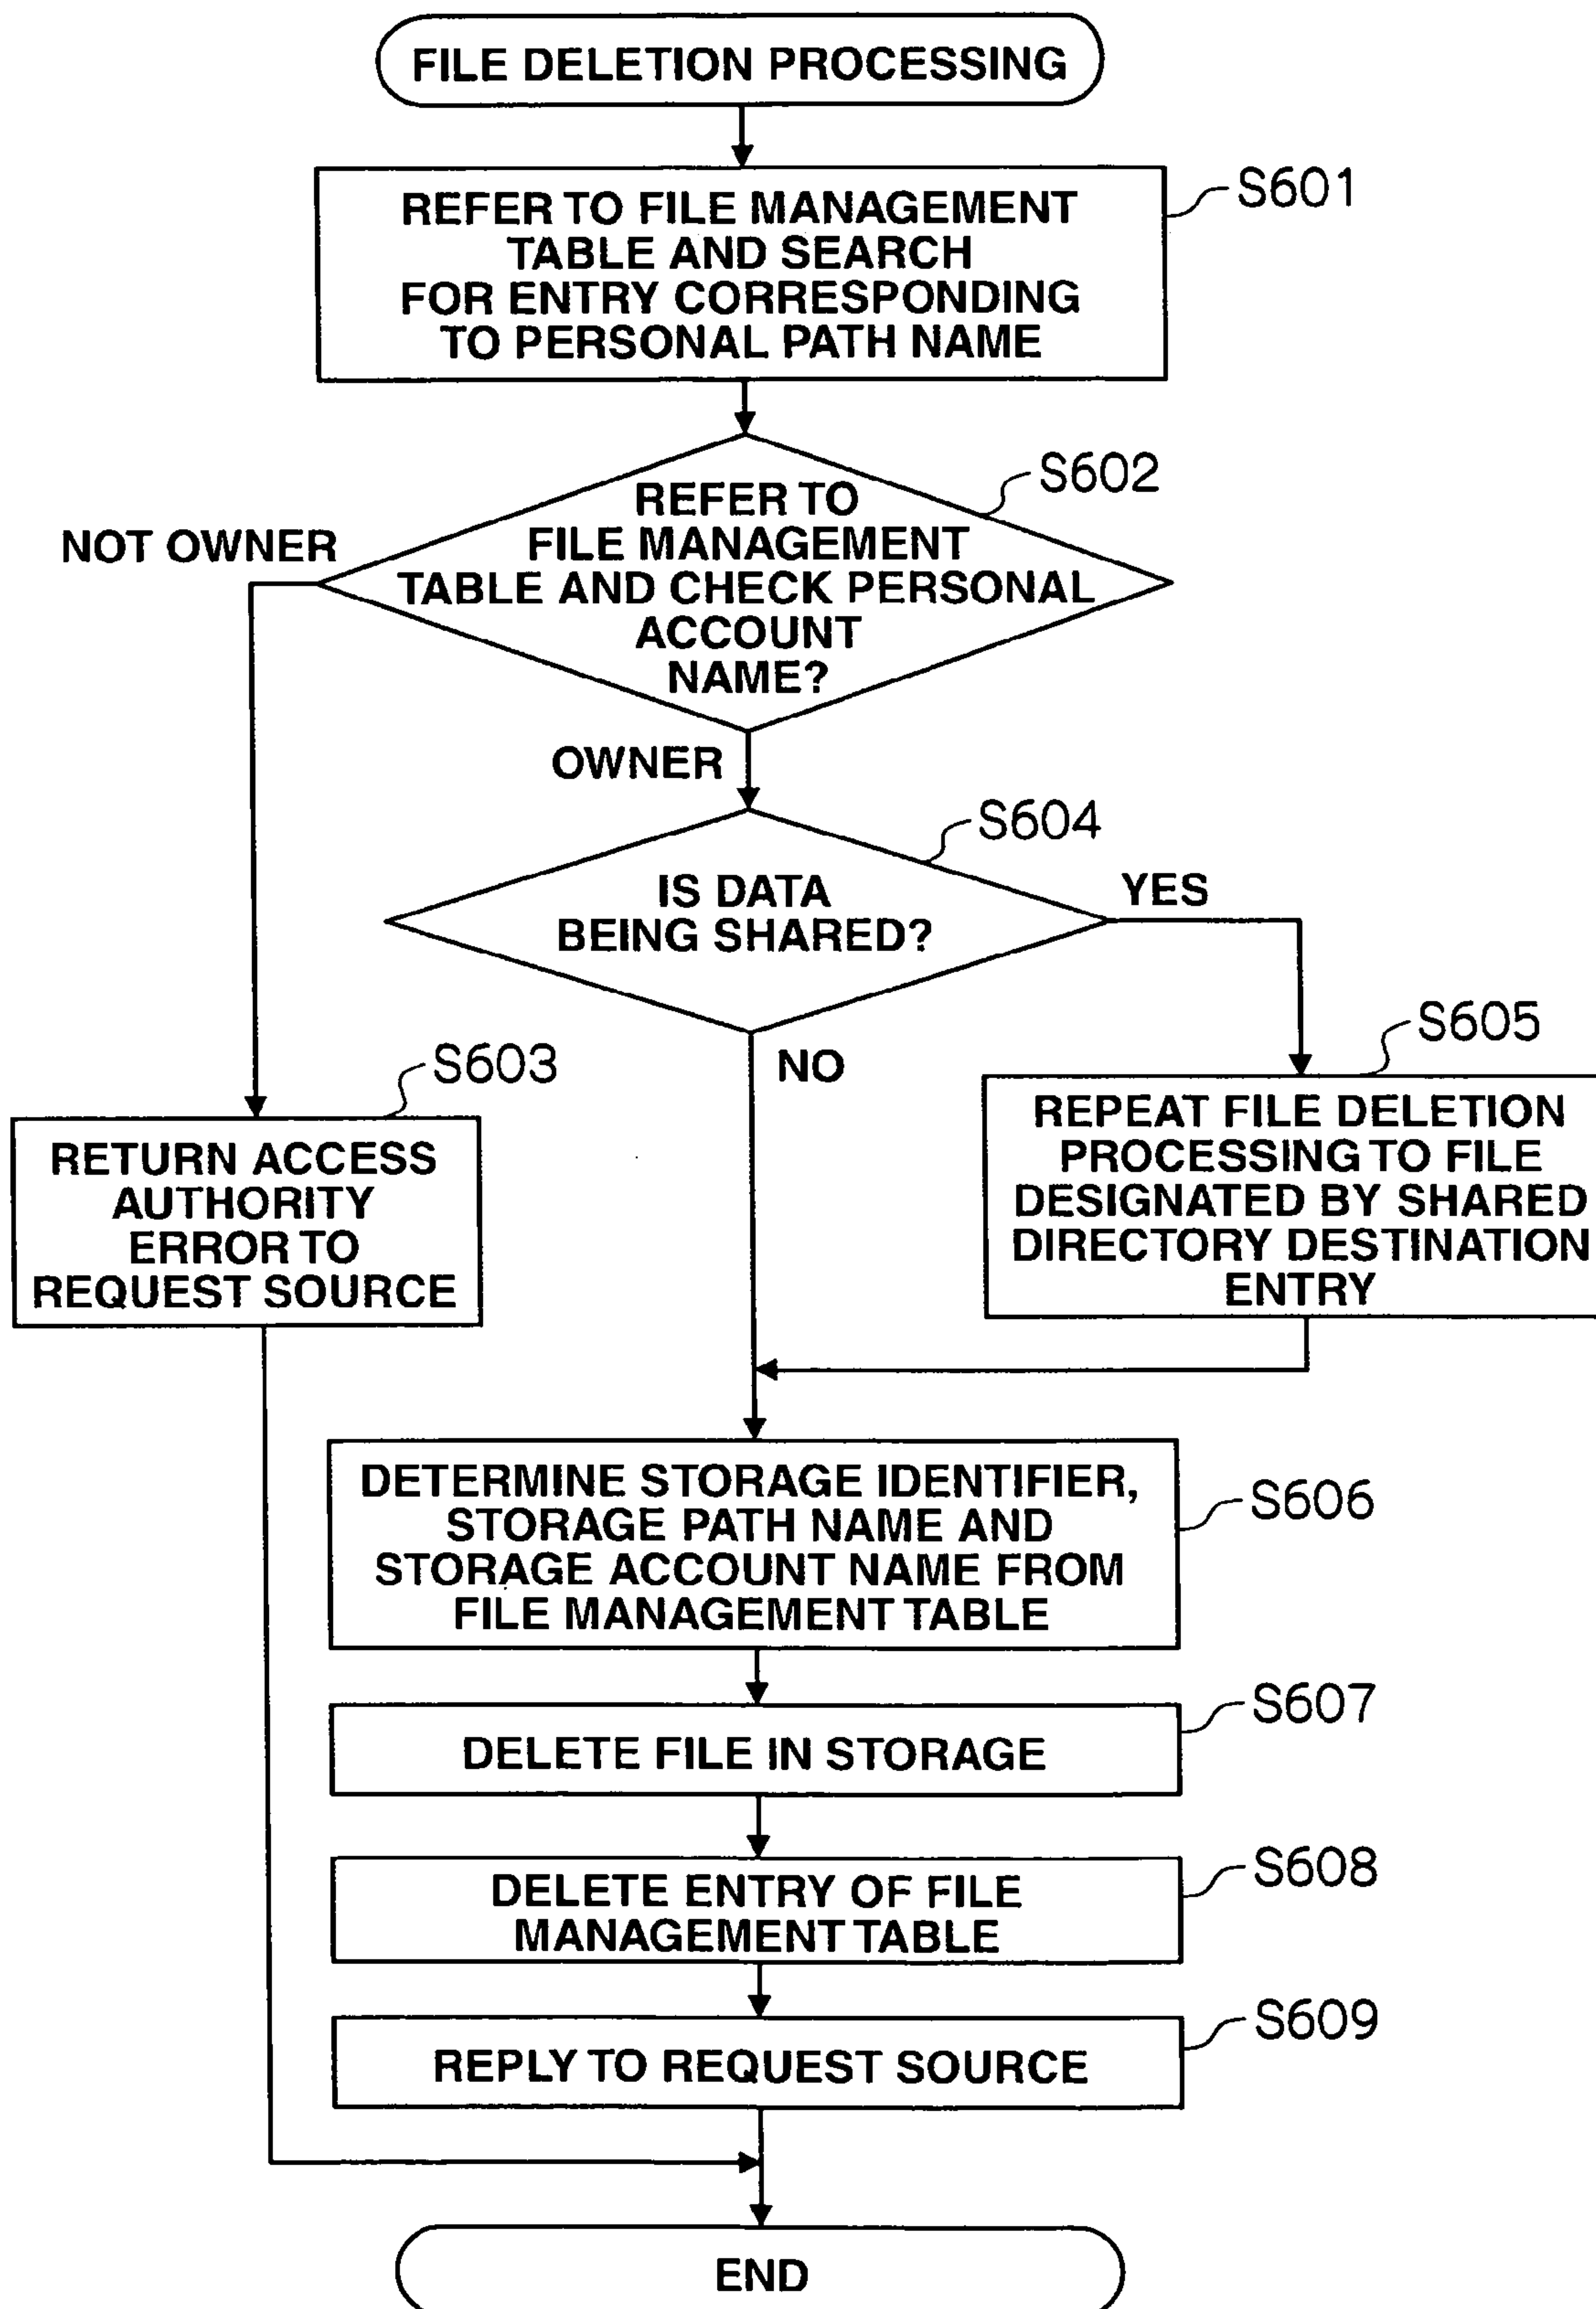 FILE DELETION PROCESSING
S601
REFER TO FILE MANAGEMENT
TABLE AND SEARCH
FOR ENTRY CORRESPONDING
TO PERSONAL PATH NAME
S602
REFER TO
FILE MANAGEMENT
TABLE AND CHECK PERSONAL
ACCOUNT
NAME?
NOT OWNER
OWNER
S604
IS DATA
BEING SHARED?
YES
NO
S603
RETURN ACCESS
AUTHORITY
ERROR TO
REQUEST SOURCE
S605
REPEAT FILE DELETION
PROCESSING TO FILE
DESIGNATED BY SHARED
DIRECTORY DESTINATION
ENTRY
S606
DETERMINE STORAGE IDENTIFIER,
STORAGE PATH NAME AND
STORAGE ACCOUNT NAME FROM
FILE MANAGEMENT TABLE
S607
DELETE FILE IN STORAGE
S608
DELETE ENTRY OF FILE
MANAGEMENT TABLE
S609
REPLY TO REQUEST SOURCE
END